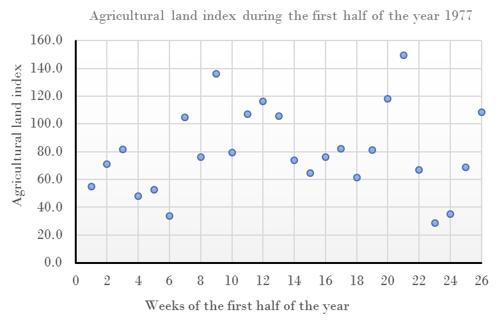 Agricultural land index during the first half of the year 1977
160.0
140.0
120.0
100.0
80.0
60.0
40.0
20.0
0.0
Agricultural land index
0 2 4 6 8 10 12 14 16 18 20 22 24 26
Weeks of the first half of the year